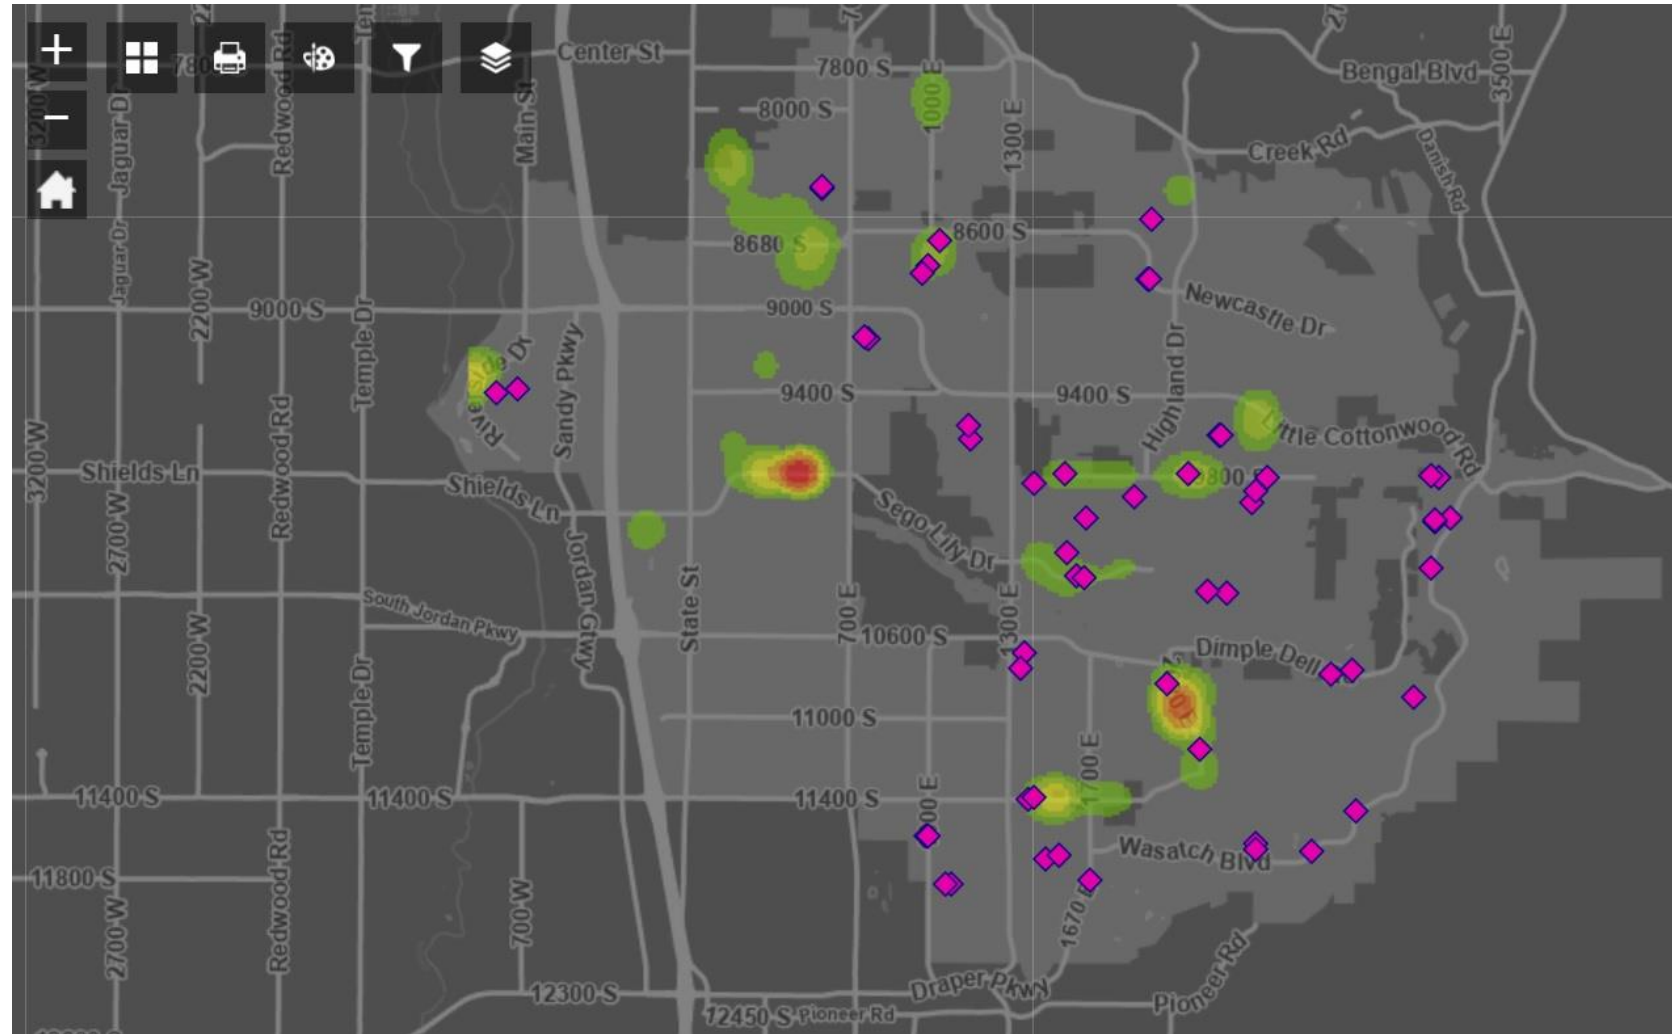 Center St
7800 S
1000 E
Bengal Blvd
3500 E
3200 W
Jaguar Dr
Redwood Rd
Main St
8000 S
1300 E
Creek Rd
Danish Rd
8680 S
8600 S
Jaguar Dr
2200 W
9000 S
Temple Dr
9000 S
Newcastle Dr
Sandy Pkwy
Highland Dr
9400 S
9400 S
Little Cottonwood Rd
3200 W
Shields Ln
Redwood Rd
Shields Ln
9800 S
2700 W
Sego Lily Dr
Jordan Gtwy
South Jordan Pkwy
State St
700 E
1300 E
10600 S
2200 W
Dimple Dell
Temple Dr
11000 S
1700 E
11400 S
11400 S
11400 S
Wasatch Blvd
11800 S
Redwood Rd
2700 W
700 W
1670 E
12300 S
Draper Pkwy
Pioneer Rd
12450 S
Pioneer Rd